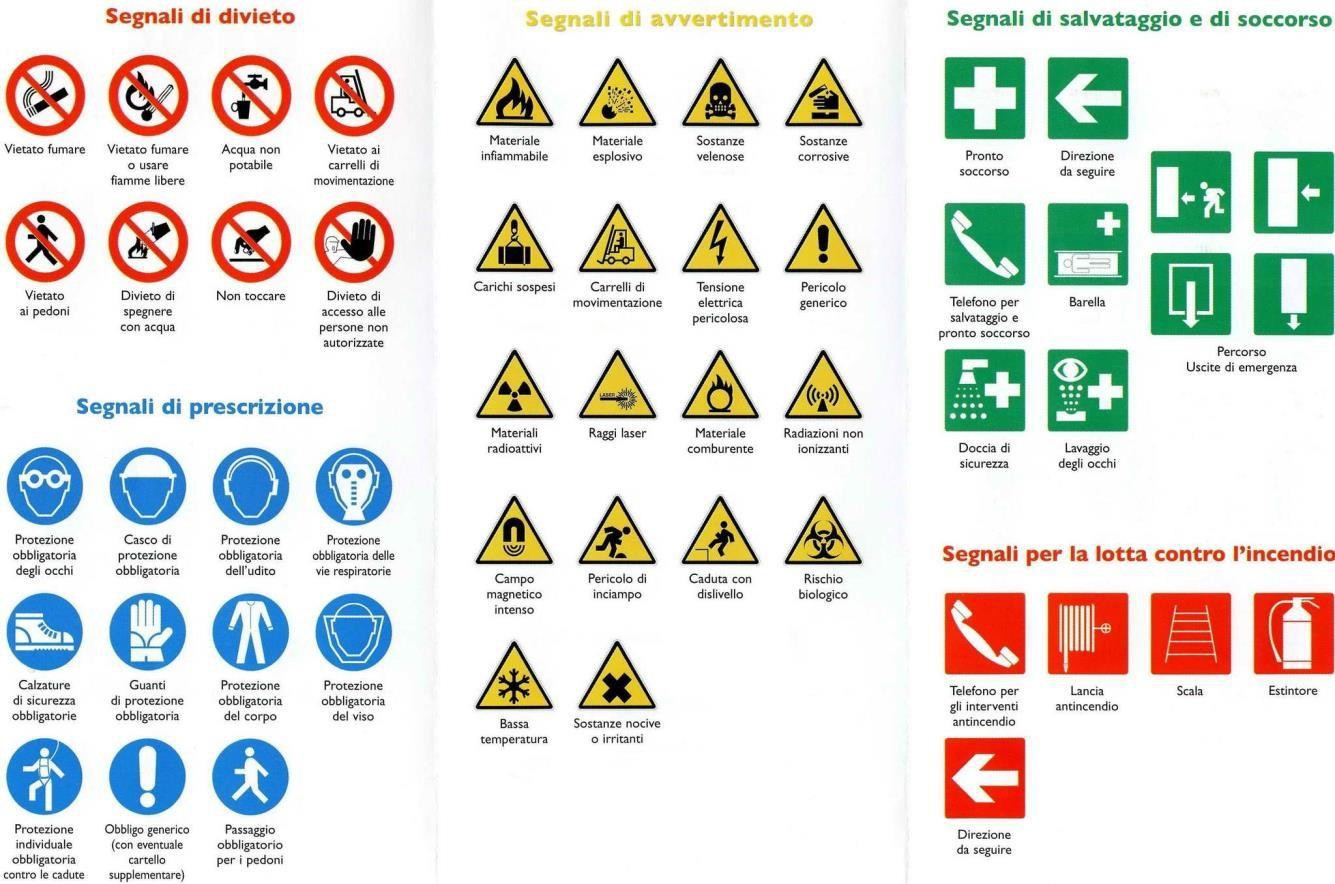 Segnali di divieto
Vietato fumare
Vietato fumare
o usare
fiamme libere
Acqua non
potabile
Vietato ai
carrelli di
movimentazione
Vietato
ai pedoni
Divieto di
spegnere
con acqua
Non toccare
Divieto di
accesso alle
persone non
autorizzate
Segnali di prescrizione
Protezione
obbligatoria
degli occhi
Casco di
protezione
obbligatoria
Protezione
obbligatoria
dell'udito
Protezione
obbligatoria delle
vie respiratorie
Calzature
di sicurezza
obbligatorie
Guanti
di protezione
obbligatoria
Protezione
obbligatoria
del corpo
Protezione
obbligatoria
del viso
Protezione
individuale
obbligatoria
contro le cadute
Obbligo generico
(con eventuale
cartello
supplementare)
Passaggio
obbligatorio
per i pedoni
Segnali di avvertimento
Materiale
infiammabile
Materiale
esplosivo
Sostanze
velenose
Sostanze
corrosive
Carichi sospesi
Carrelli di
movimentazione
Tensione
elettrica
pericolosa
Pericolo
generico
Materiali
radioattivi
LASER
Raggi laser
Materiale
comburente
Radiazioni non
ionizzanti
Campo
magnetico
intenso
Pericolo di
inciampo
Caduta con
dislivello
Rischio
biologico
Bassa
temperatura
Sostanze nocive
o irritanti
Segnali di salvataggio e di soccorso
Pronto
soccorso
Direzione
da seguire
Telefono per
salvataggio e
pronto soccorso
Barella
Percorso
Uscite di emergenza
Doccia di
sicurezza
Lavaggio
degli occhi
Segnali per la lotta contro l'incendio
Telefono per
gli interventi
antincendio
Lancia
antincendio
Scala
Estintore
Direzione
da seguire